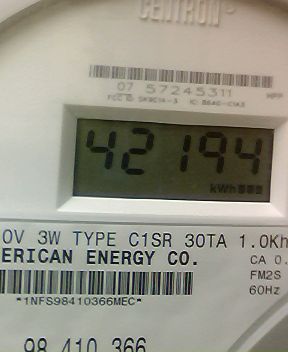 CENTRON
07 57245311
42194
kWh
0V 3W TYPE C1SR 30TA 1.0Kh
ERICAN ENERGY CO.
CA 0.
FM2S
60Hz
*1NFS98410366MEC*
98 410 366